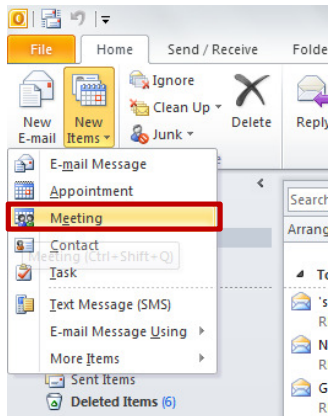 File Home Send / Receive Folde
New E-mail
New Items
Ignore
Clean Up
Junk
Delete
Reply
E-mail Message
Appointment
Meeting
Contact
Meeting (Ctrl+Shift+Q)
Task
Text Message (SMS)
E-mail Message Using
More Items
Sent Items
Deleted Items (6)
Search
Arrang
To
's
R
N
R
G
R